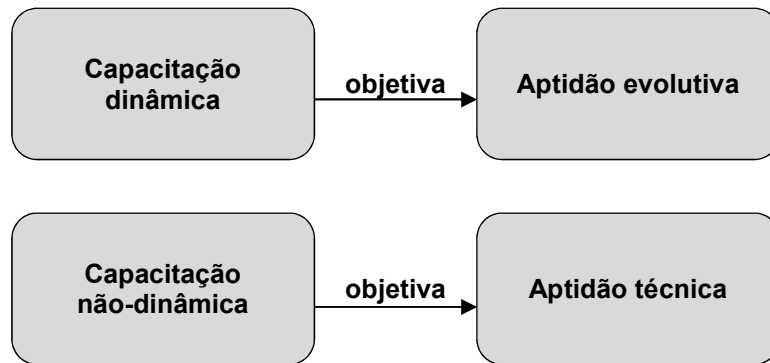 Capacitação
dinâmica
objetiva
Aptidão evolutiva
Capacitação
não-dinâmica
objetiva
Aptidão técnica